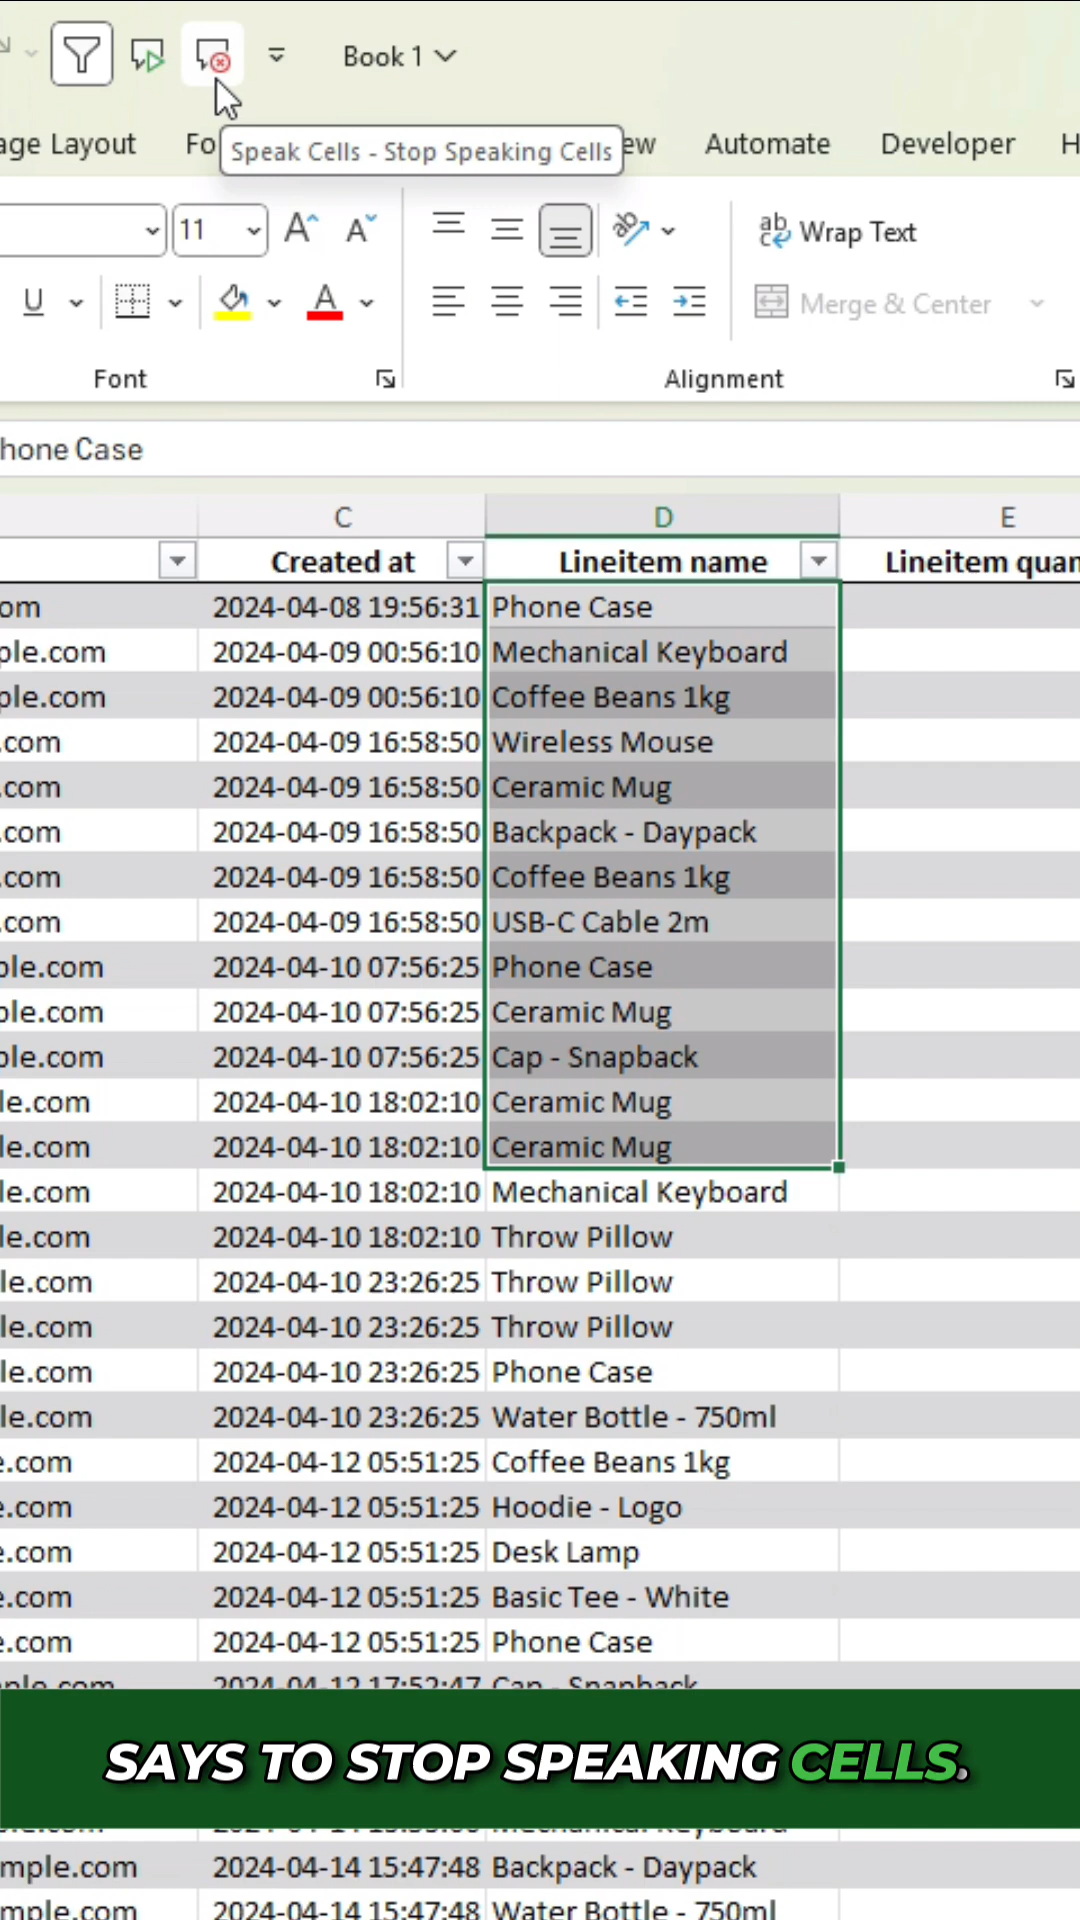 Book 1
age Layout Fo ew Automate Developer H
Speak Cells - Stop Speaking Cells
11 Wrap Text
U A Merge & Center
Font Alignment
hone Case
C D E
Created at Lineitem name Lineitem quan
om 2024-04-08 19:56:31 Phone Case
ple.com 2024-04-09 00:56:10 Mechanical Keyboard
ple.com 2024-04-09 00:56:10 Coffee Beans 1kg
.com 2024-04-09 16:58:50 Wireless Mouse
.com 2024-04-09 16:58:50 Ceramic Mug
.com 2024-04-09 16:58:50 Backpack - Daypack
.com 2024-04-09 16:58:50 Coffee Beans 1kg
.com 2024-04-09 16:58:50 USB-C Cable 2m
ple.com 2024-04-10 07:56:25 Phone Case
ple.com 2024-04-10 07:56:25 Ceramic Mug
ple.com 2024-04-10 07:56:25 Cap - Snapback
le.com 2024-04-10 18:02:10 Ceramic Mug
le.com 2024-04-10 18:02:10 Ceramic Mug
le.com 2024-04-10 18:02:10 Mechanical Keyboard
le.com 2024-04-10 18:02:10 Throw Pillow
le.com 2024-04-10 23:26:25 Throw Pillow
le.com 2024-04-10 23:26:25 Throw Pillow
le.com 2024-04-10 23:26:25 Phone Case
le.com 2024-04-10 23:26:25 Water Bottle - 750ml
e.com 2024-04-12 05:51:25 Coffee Beans 1kg
e.com 2024-04-12 05:51:25 Hoodie - Logo
e.com 2024-04-12 05:51:25 Desk Lamp
e.com 2024-04-12 05:51:25 Basic Tee - White
e.com 2024-04-12 05:51:25 Phone Case
mple.com 2024-04-12 17:52:47 Cap - Snapback
SAYS TO STOP SPEAKING CELLS.
Mechanical Keyboard
mple.com 2024-04-14 15:47:48 Backpack - Daypack
mple.com 2024-04-14 15:47:48 Water Bottle - 750ml